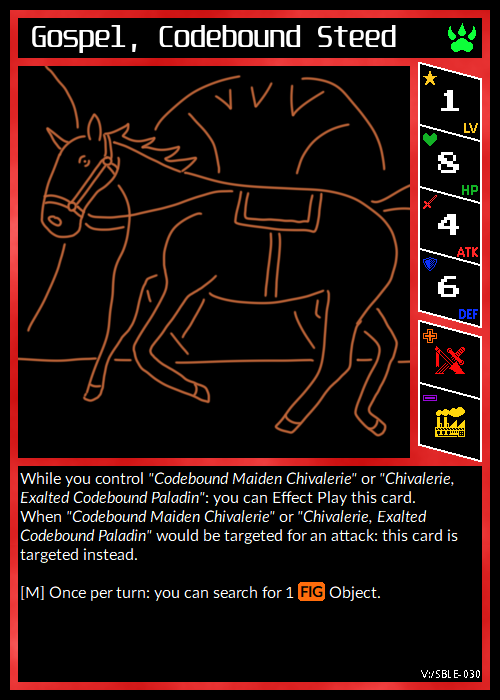 Gospel, Codebound Steed
1
LV
8
HP
4
ATK
6
DEF
While you control "Codebound Maiden Chivalerie" or "Chivalerie,
Exalted Codebound Paladin": you can Effect Play this card.
When "Codebound Maiden Chivalerie" or "Chivalerie, Exalted
Codebound Paladin" would be targeted for an attack: this card is
targeted instead.
[M] Once per turn: you can search for 1 FIG Object.
V:/SBLE-030